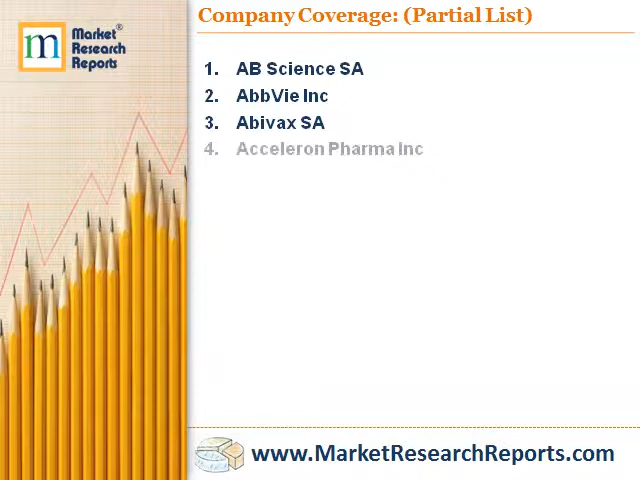 Company Coverage: (Partial List)
m
Market®
Research
Reports
1. AB Science SA
2. AbbVie Inc
3. Abivax SA
4. Acceleron Pharma Inc
www.MarketResearchReports.com